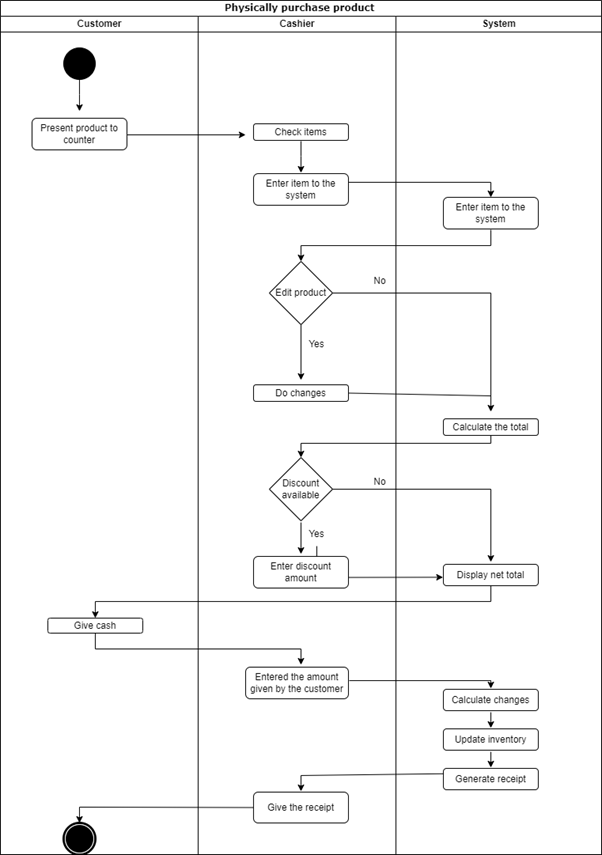 Physically purchase product
Customer
Cashier
System
Present product to
counter
Check items
Enter item to the
system
Enter item to the
system
Edit product
No
Yes
Do changes
Calculate the total
Discount
available
No
Yes
Enter discount
amount
Display net total
Give cash
Entered the amount
given by the customer
Calculate changes
Update inventory
Generate receipt
Give the receipt